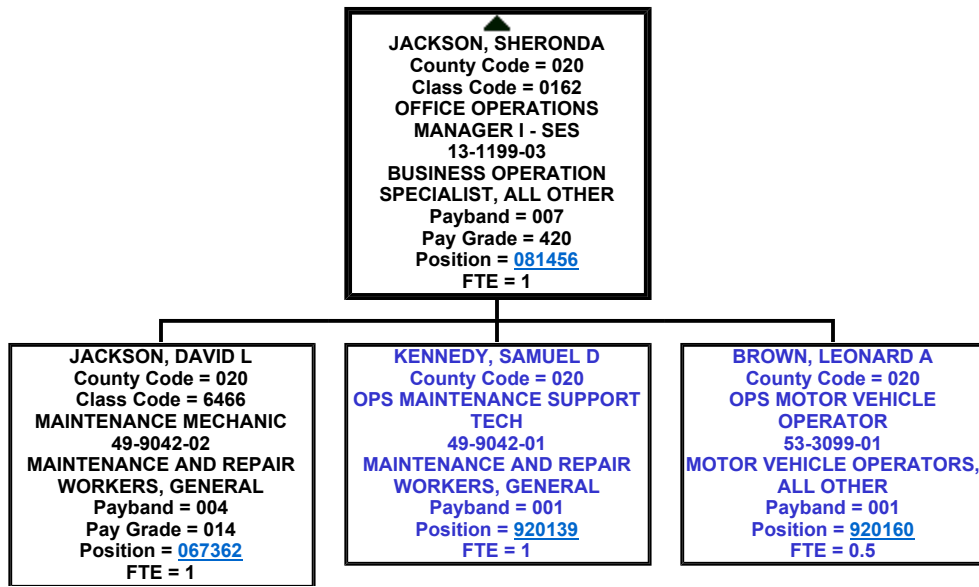 JACKSON, SHERONDA
County Code = 020
Class Code = 0162
OFFICE OPERATIONS
MANAGER I - SES
13-1199-03
BUSINESS OPERATION
SPECIALIST, ALL OTHER
Payband = 007
Pay Grade = 420
Position = 081456
FTE = 1
JACKSON, DAVID L
County Code = 020
Class Code = 6466
MAINTENANCE MECHANIC
49-9042-02
MAINTENANCE AND REPAIR
WORKERS, GENERAL
Payband = 004
Pay Grade = 014
Position = 067362
FTE = 1
KENNEDY, SAMUEL D
County Code = 020
OPS MAINTENANCE SUPPORT
TECH
49-9042-01
MAINTENANCE AND REPAIR
WORKERS, GENERAL
Payband = 001
Position = 920139
FTE = 1
BROWN, LEONARD A
County Code = 020
OPS MOTOR VEHICLE
OPERATOR
53-3099-01
MOTOR VEHICLE OPERATORS,
ALL OTHER
Payband = 001
Position = 920160
FTE = 0.5